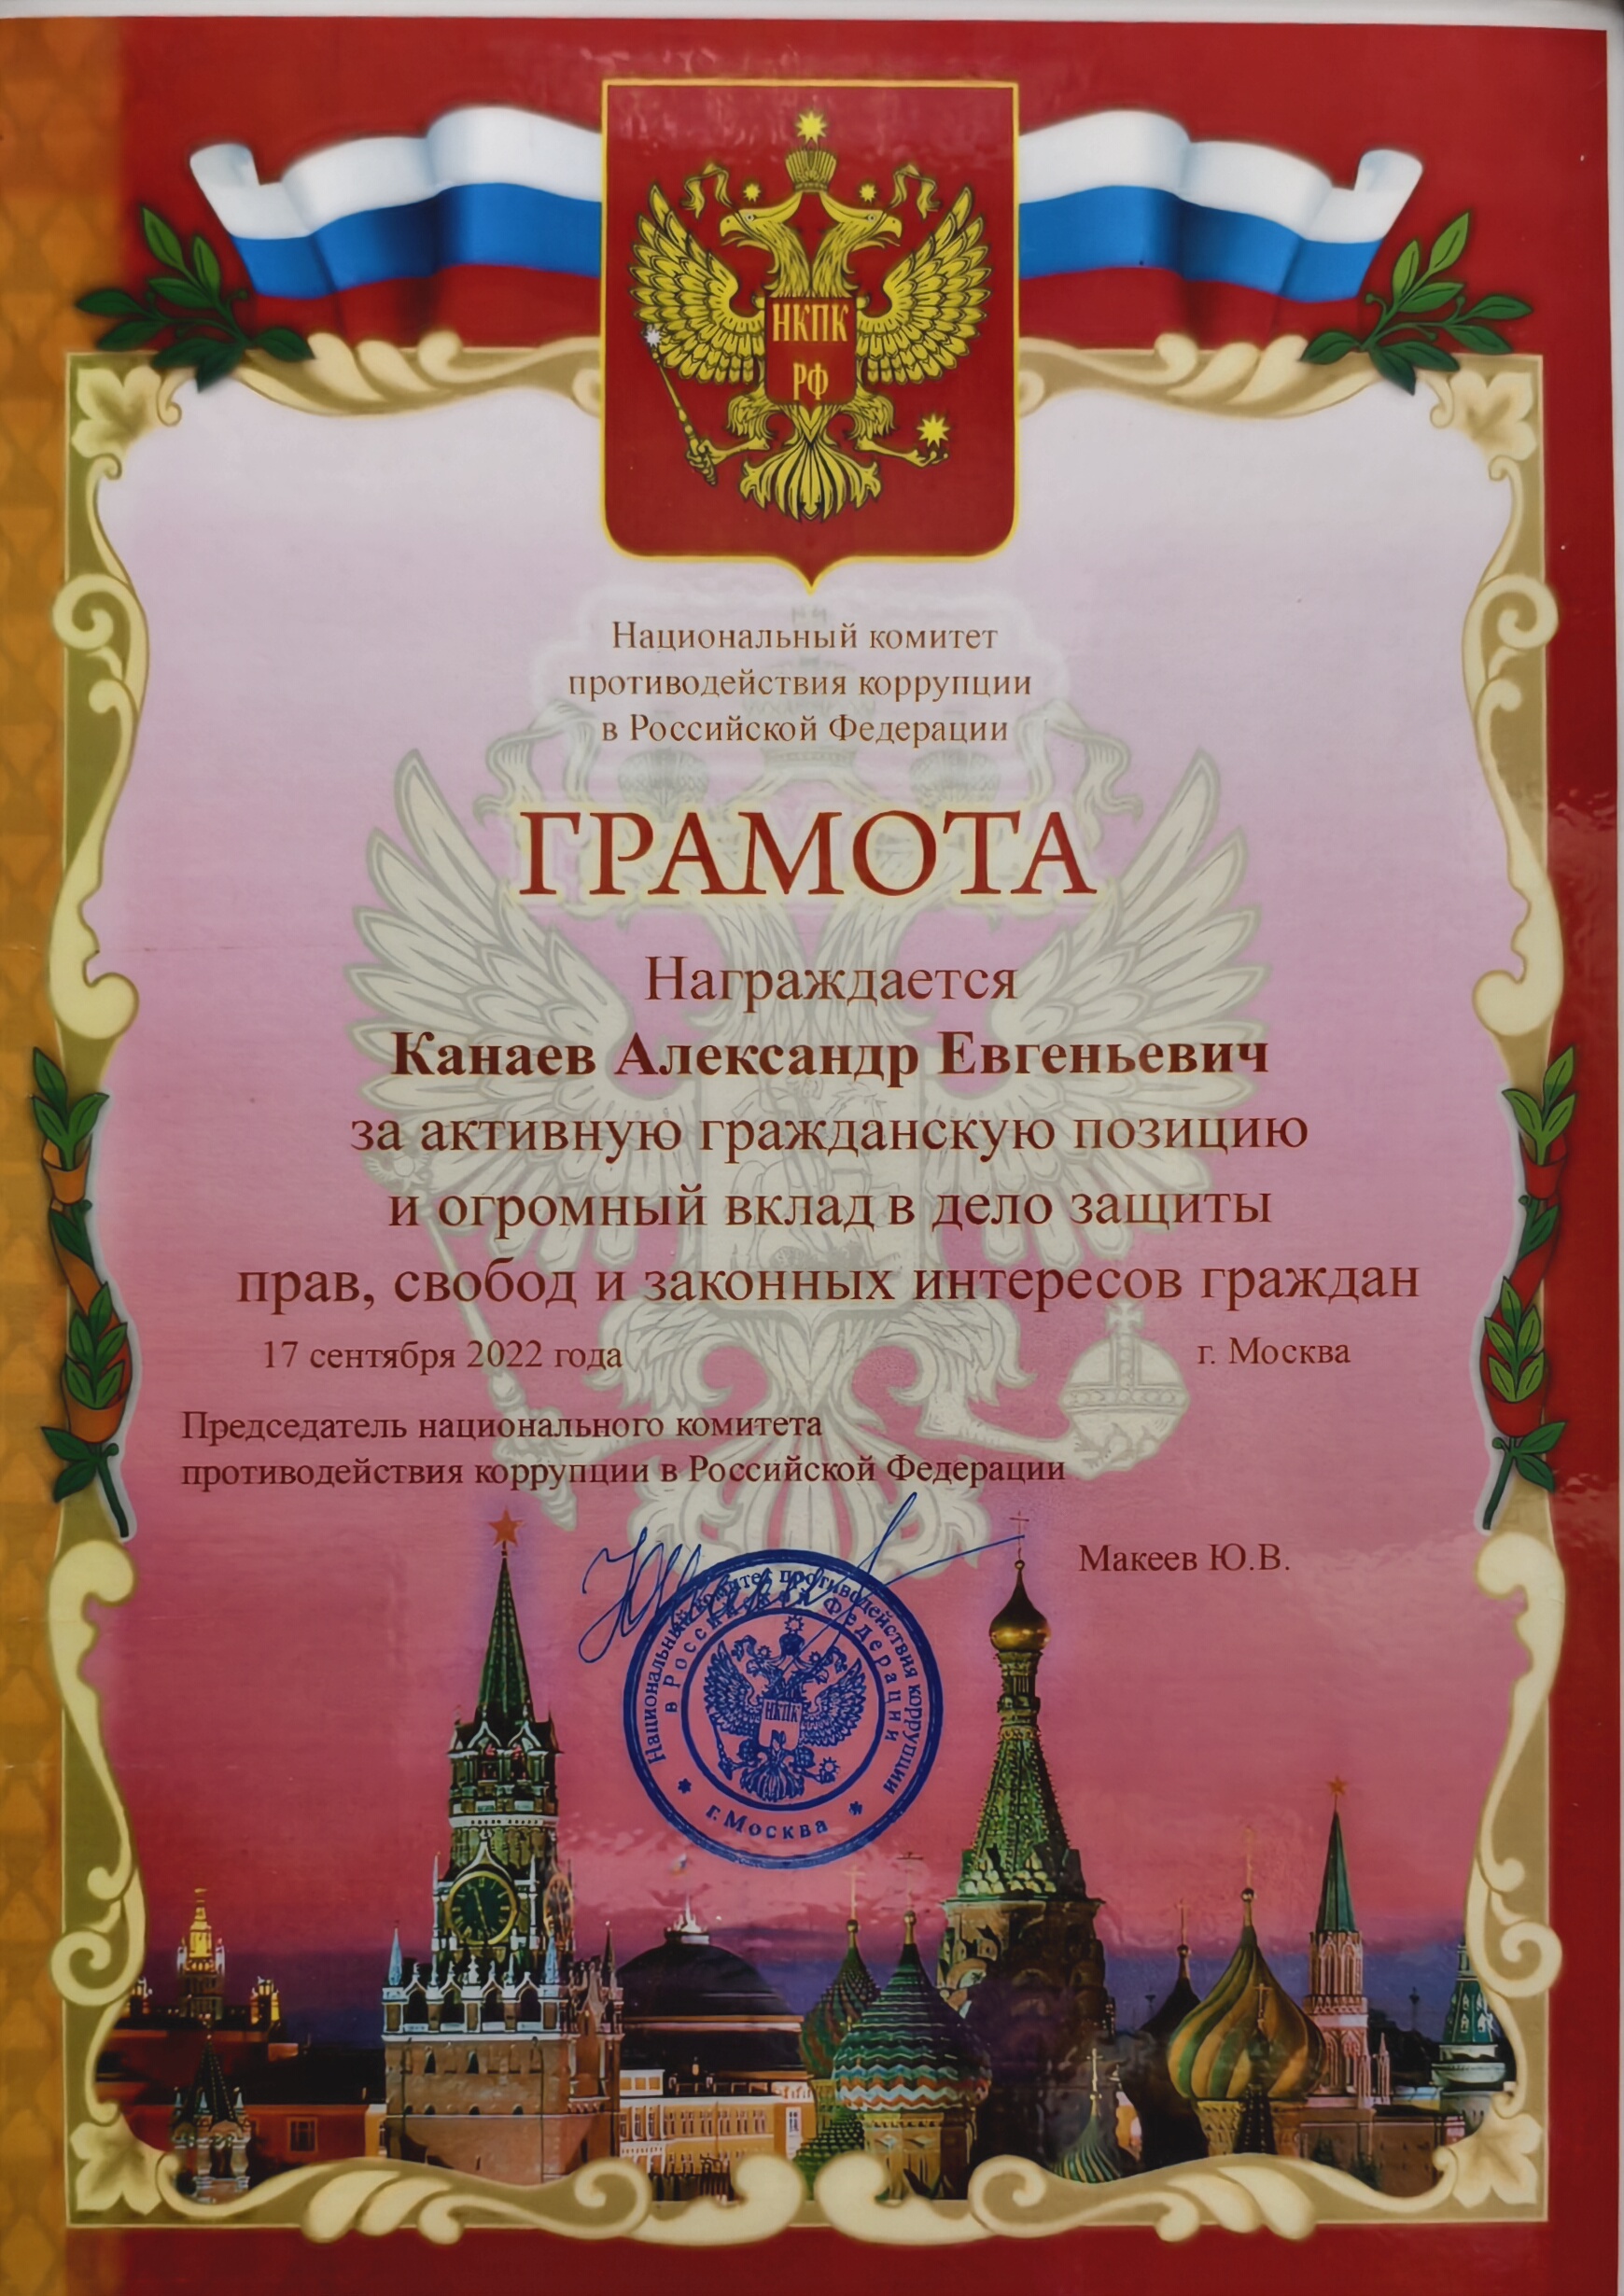 НКПК
РФ
Национальный комитет
противодействия коррупции
в Российской Федерации
ГРАМОТА
Награждается
Канаев Александр Евгеньевич
за активную гражданскую позицию
и огромный вклад в дело защиты
прав, свобод и законных интересов граждан
17 сентября 2022 года
г. Москва
Председатель национального комитета
противодействия коррупции в Российской Федерации
Макеев Ю.В.
Национальный комитет противодействия коррупции
в Российской Федерации
НКПК
г. Москва